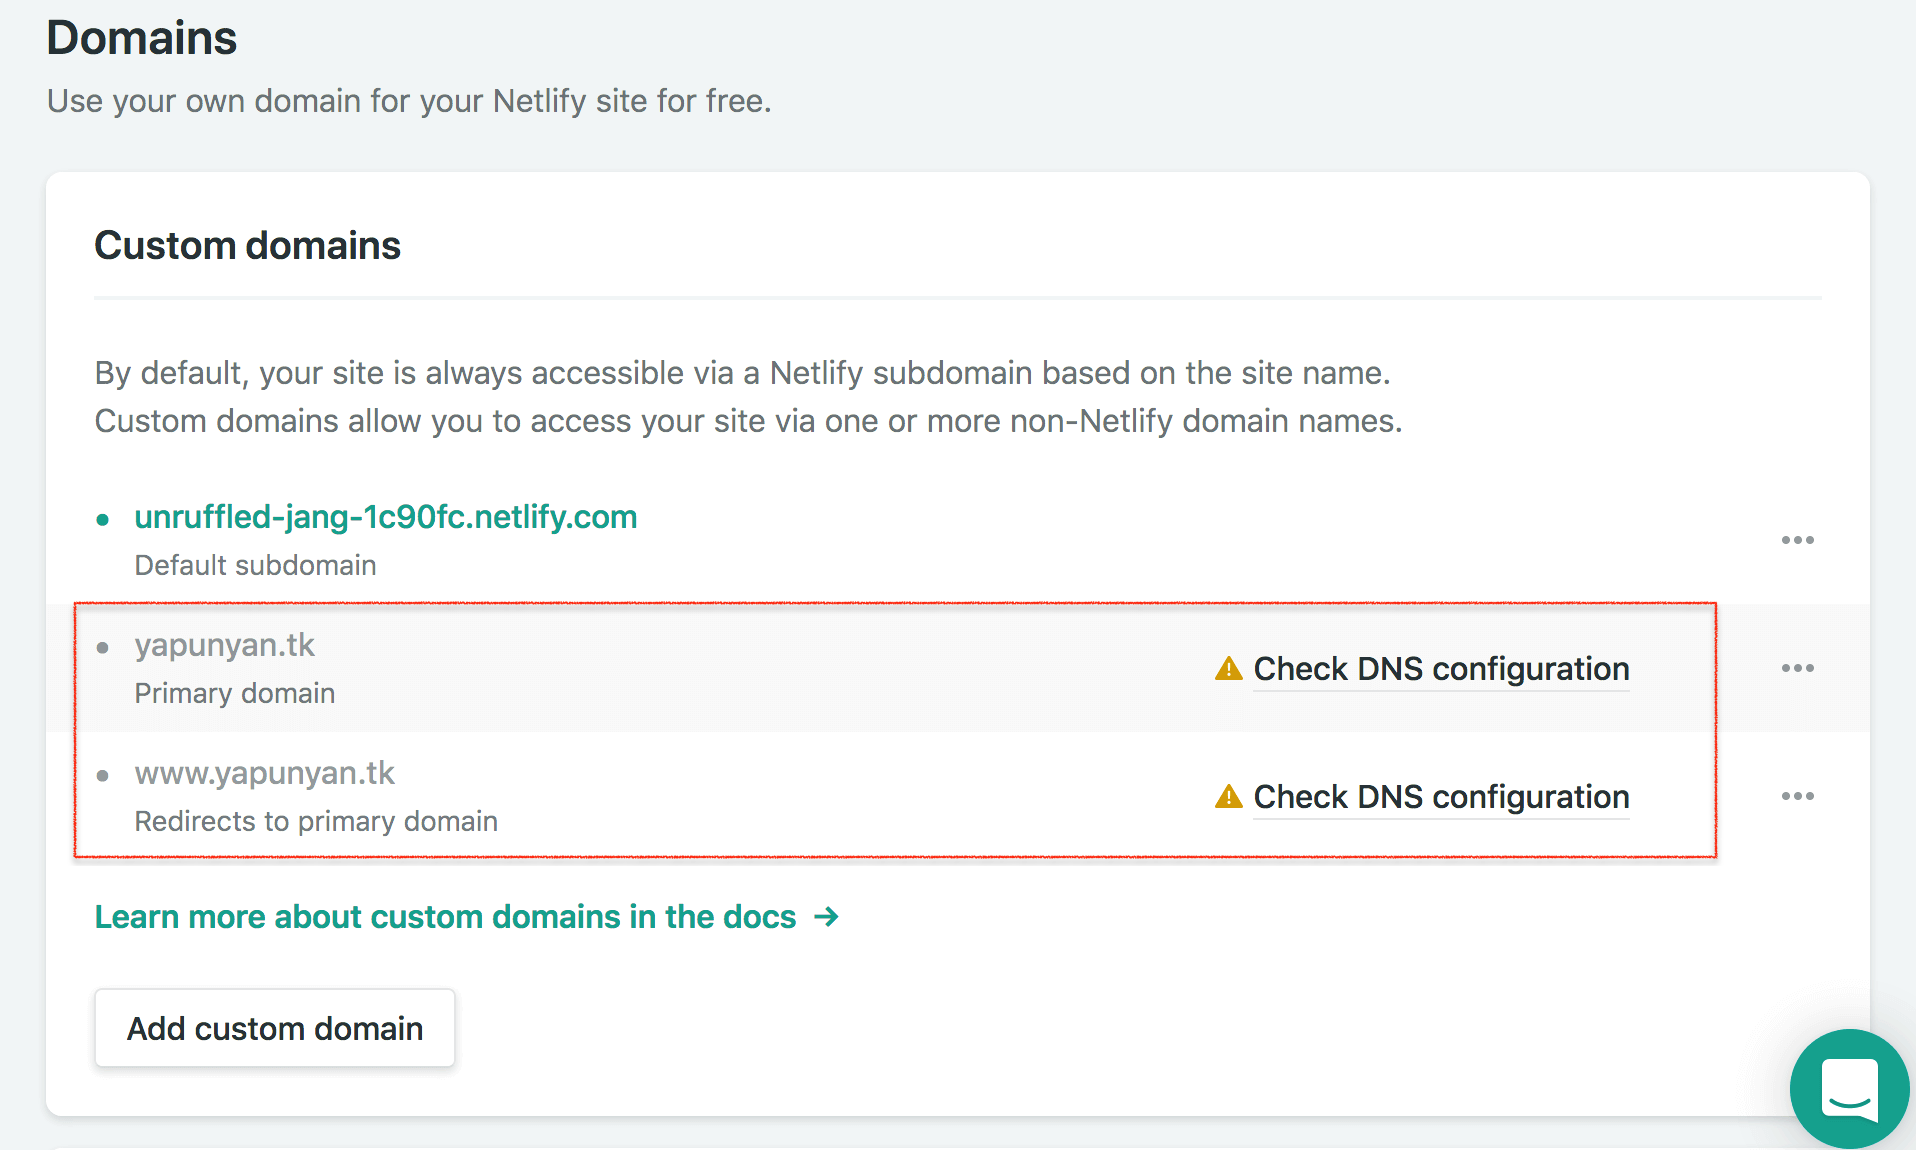 Domains
Use your own domain for your Netlify site for free.
Custom domains
By default, your site is always accessible via a Netlify subdomain based on the site name.
Custom domains allow you to access your site via one or more non-Netlify domain names.
unruffled-jang-1c90fc.netlify.com
Default subdomain
yapunyan.tk
Check DNS configuration
Primary domain
www.yapunyan.tk
Check DNS configuration
Redirects to primary domain
Learn more about custom domains in the docs →
Add custom domain